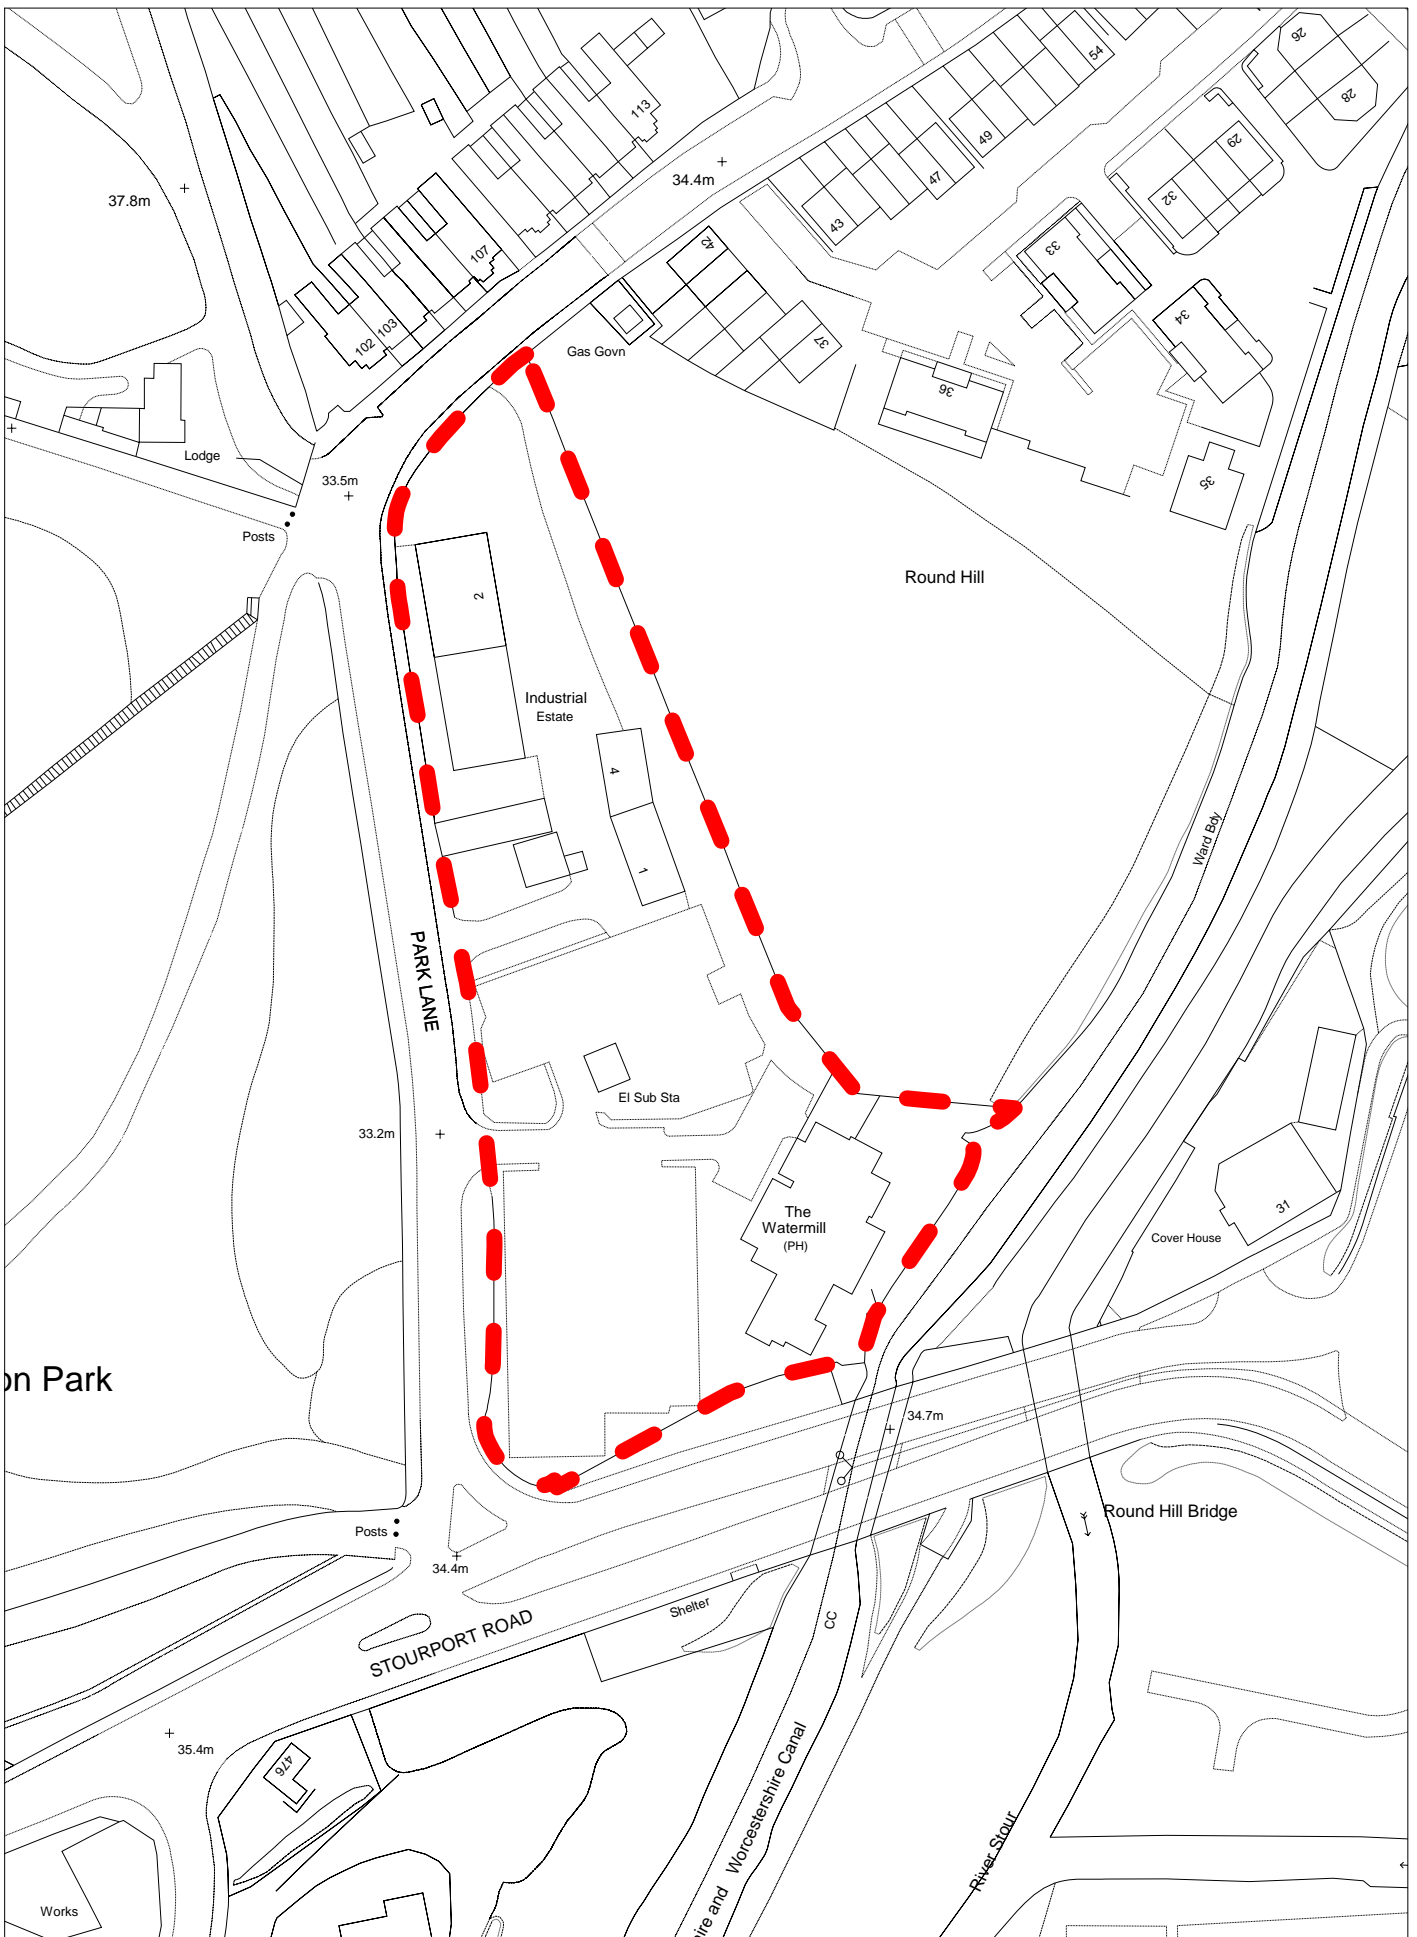 54
26
28
113
49
29
47
32
34.4m
37.8m
43
33
42
107
34
102
103
37
Gas Govn
36
Lodge
33.5m
35
Posts
Round Hill
2
Industrial
Estate
4
Ward Bdy
1
PARK LANE
El Sub Sta
33.2m
The
Watermill
(PH)
31
Cover House
on Park
34.7m
Round Hill Bridge
Posts
34.4m
Shelter
CC
STOURPORT ROAD
35.4m
476
ire and Worcestershire Canal
River Stour
Works